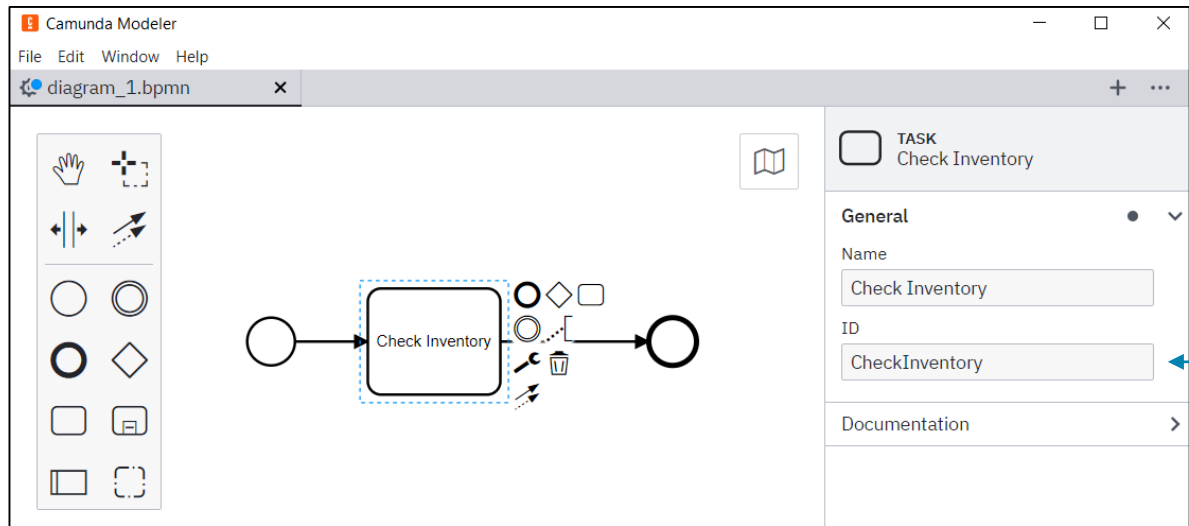 Camunda Modeler
File Edit Window Help
diagram_1.bpmn
TASK
Check Inventory
General
Name
Check Inventory
ID
CheckInventory
Documentation
Check Inventory